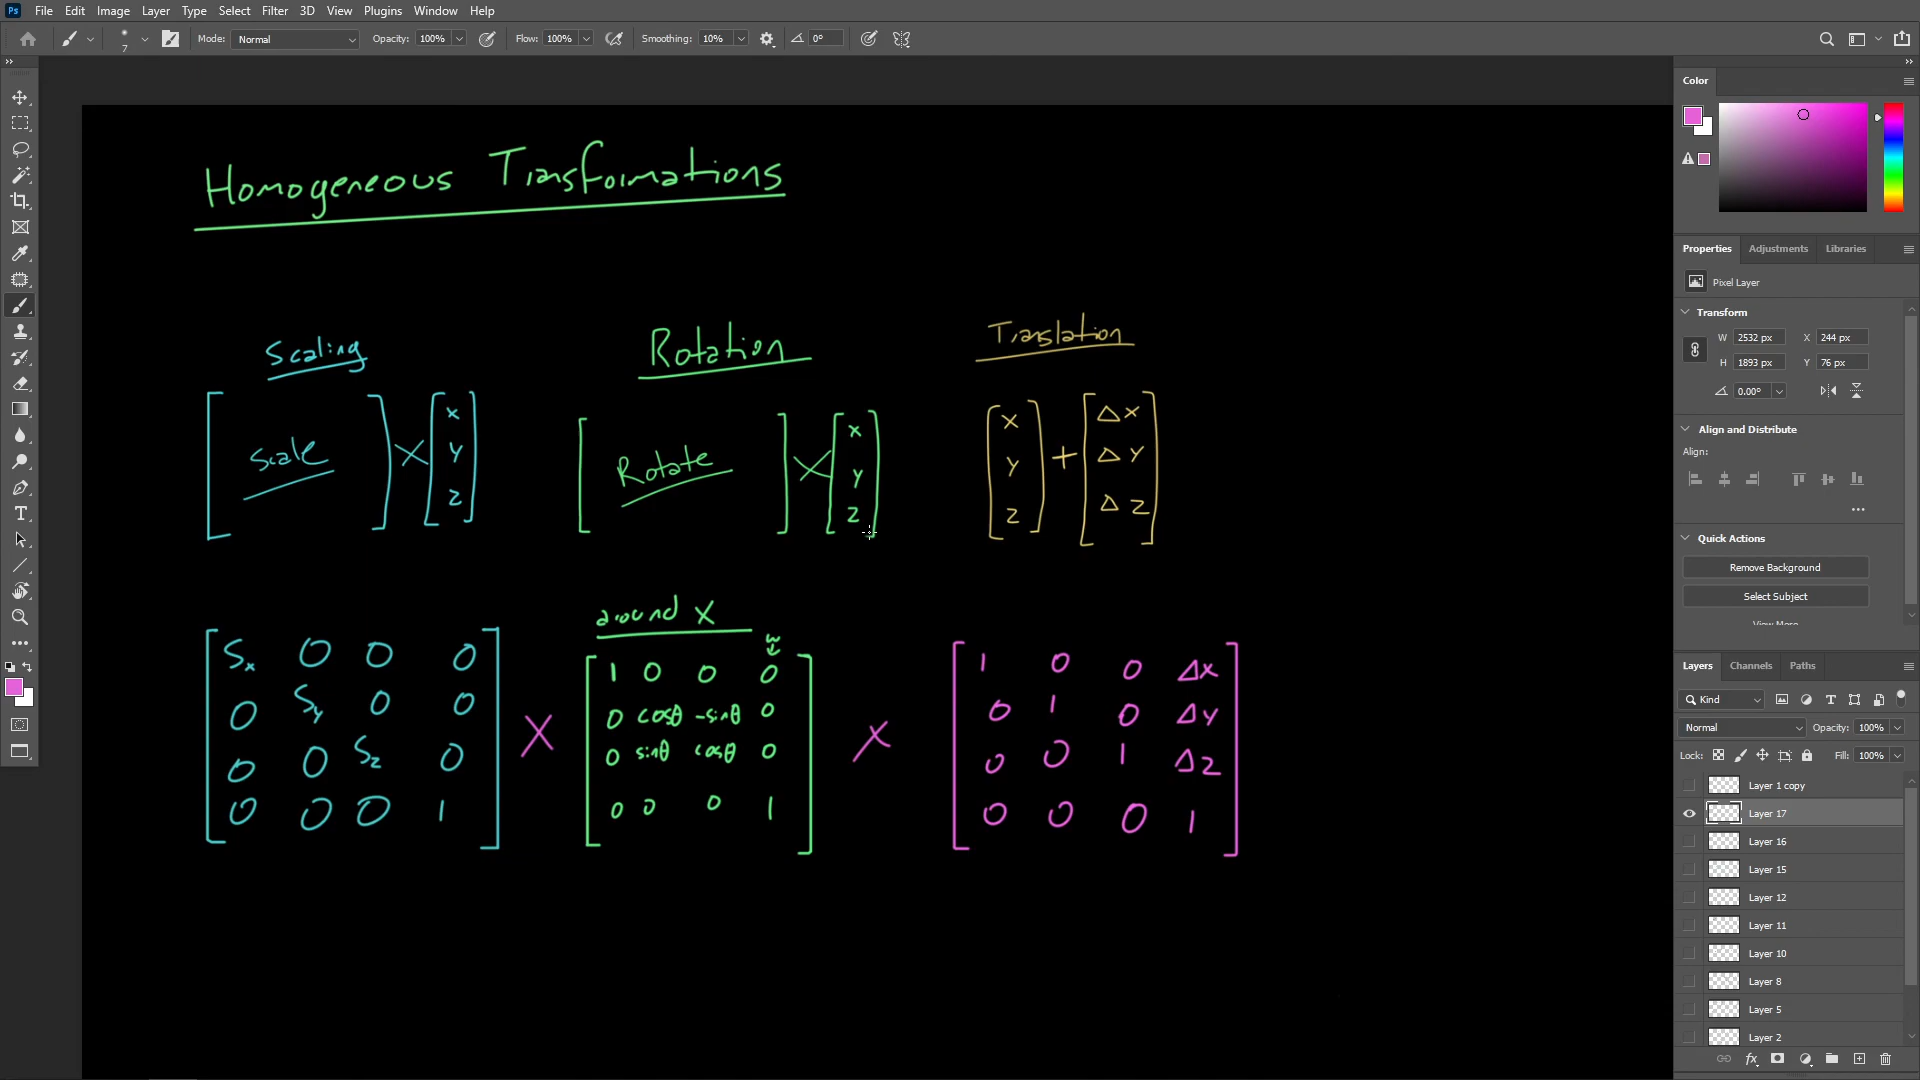 Ps File Edit Image Layer Type Select Filter 3D View Plugins Window Help
7 Mode: Normal Opacity: 100% Flow: 100% Smoothing: 10% 0°
Homogeneous Transformations
Scaling Rotation Translation
Scale X x y z
Rotate X x y z
x y z + Δx Δy Δz
around X
w
Sx 0 0 0
0 Sy 0 0
0 0 Sz 0
0 0 0 1
X
1 0 0 0
0 cosθ -sinθ 0
0 sinθ cosθ 0
0 0 0 1
X
1 0 0 Δx
0 1 0 Δy
0 0 1 Δz
0 0 0 1
Color
Properties Adjustments Libraries
Pixel Layer
Transform
W 2532 px X 244 px
H 1893 px Y 76 px
0.00°
Align and Distribute
Align:
Quick Actions
Remove Background
Select Subject
View More
Layers Channels Paths
Kind
Normal Opacity: 100%
Lock: Fill: 100%
Layer 1 copy
Layer 17
Layer 16
Layer 15
Layer 12
Layer 11
Layer 10
Layer 8
Layer 5
Layer 2
fx